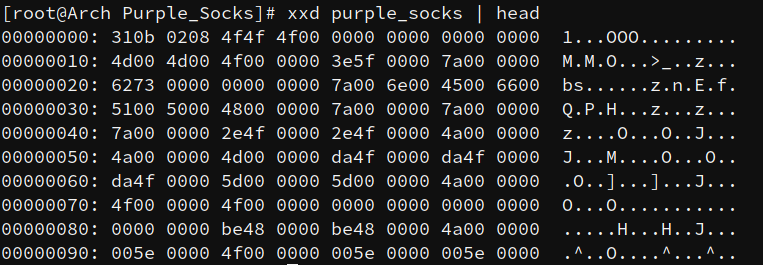 [root@Arch Purple_Socks]# xxd purple_socks | head
00000000: 310b 0208 4f4f 4f00 0000 0000 0000 0000  1...OOO.........
00000010: 4d00 4d00 4f00 0000 3e5f 0000 7a00 0000  M.M.O...>_..z...
00000020: 6273 0000 0000 0000 7a00 6e00 4500 6600  bs......z.n.E.f.
00000030: 5100 5000 4800 0000 7a00 0000 7a00 0000  Q.P.H...z...z...
00000040: 7a00 0000 2e4f 0000 2e4f 0000 4a00 0000  z....O...O..J...
00000050: 4a00 0000 4d00 0000 da4f 0000 da4f 0000  J...M....O...O..
00000060: da4f 0000 5d00 0000 5d00 0000 4a00 0000  .O..]...]...J...
00000070: 4f00 0000 4f00 0000 0000 0000 0000 0000  O...O...........
00000080: 0000 0000 be48 0000 be48 0000 4a00 0000  .....H...H..J...
00000090: 005e 0000 4f00 0000 005e 0000 005e 0000  .^..O....^...^..